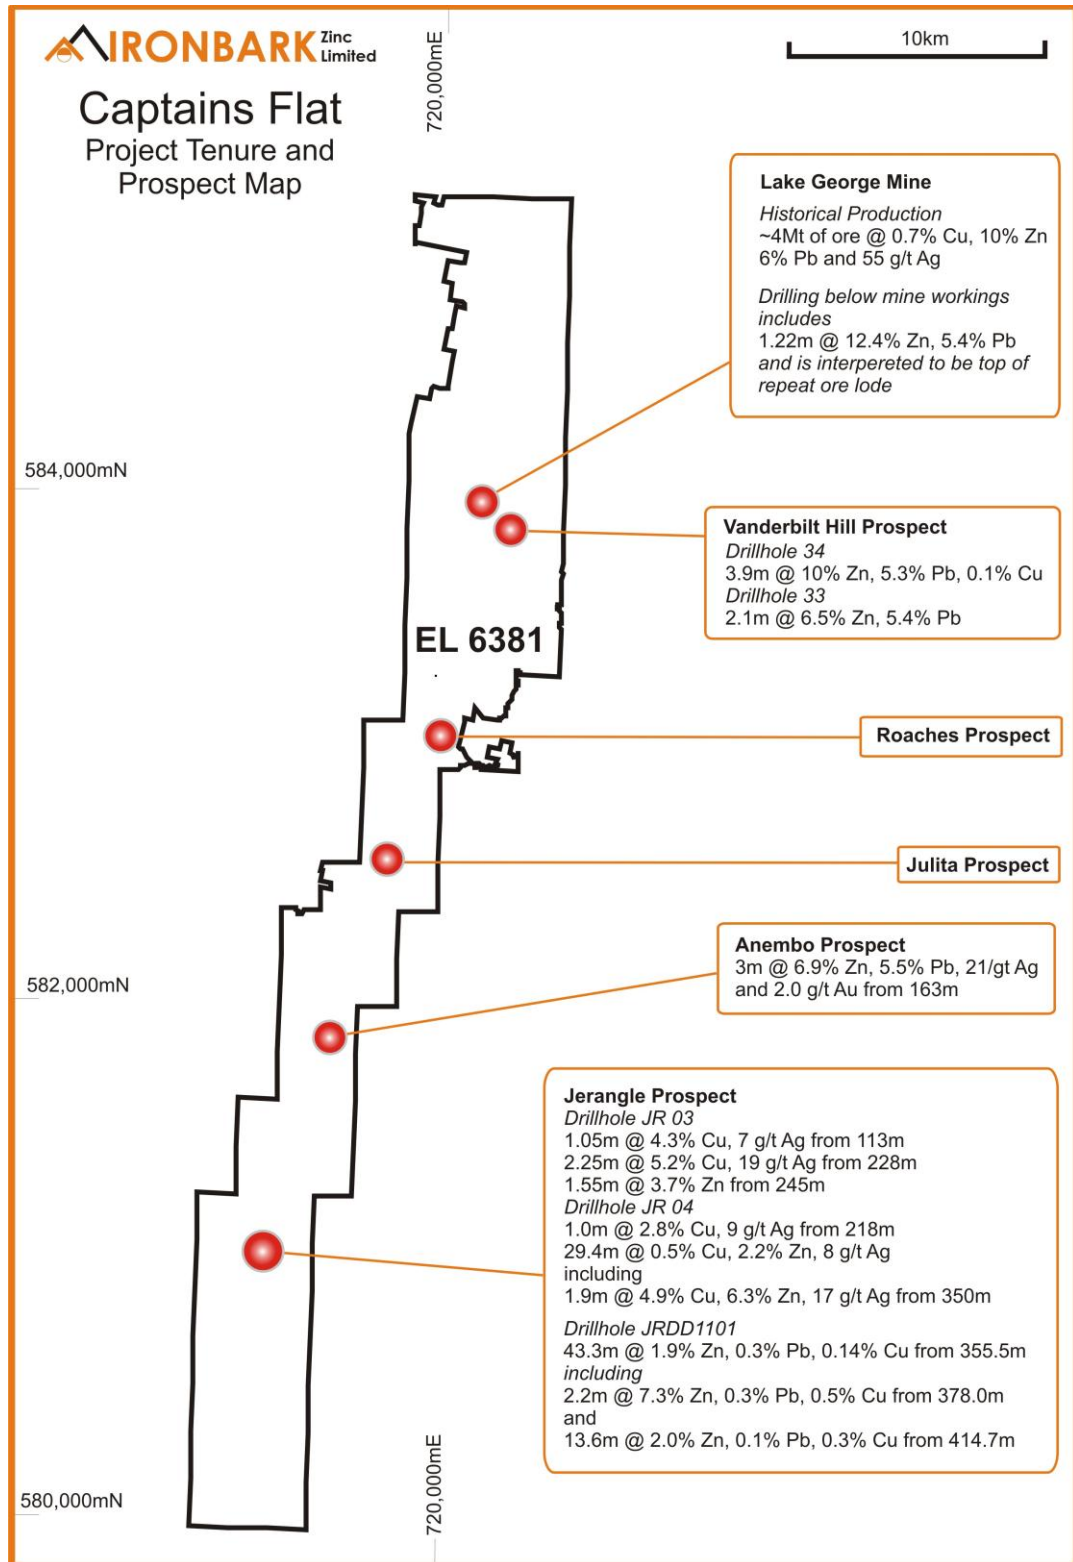 IRONBARK Zinc Limited
Captains Flat
Project Tenure and
Prospect Map
720,000mE
10km
Lake George Mine
Historical Production
~4Mt of ore @ 0.7% Cu, 10% Zn
6% Pb and 55 g/t Ag
Drilling below mine workings
includes
1.22m @ 12.4% Zn, 5.4% Pb
and is interpereted to be top of
repeat ore lode
584,000mN
Vanderbilt Hill Prospect
Drillhole 34
3.9m @ 10% Zn, 5.3% Pb, 0.1% Cu
Drillhole 33
2.1m @ 6.5% Zn, 5.4% Pb
EL 6381
Roaches Prospect
Julita Prospect
Anembo Prospect
3m @ 6.9% Zn, 5.5% Pb, 21/gt Ag
and 2.0 g/t Au from 163m
582,000mN
Jerangle Prospect
Drillhole JR 03
1.05m @ 4.3% Cu, 7 g/t Ag from 113m
2.25m @ 5.2% Cu, 19 g/t Ag from 228m
1.55m @ 3.7% Zn from 245m
Drillhole JR 04
1.0m @ 2.8% Cu, 9 g/t Ag from 218m
29.4m @ 0.5% Cu, 2.2% Zn, 8 g/t Ag
including
1.9m @ 4.9% Cu, 6.3% Zn, 17 g/t Ag from 350m
Drillhole JRDD1101
43.3m @ 1.9% Zn, 0.3% Pb, 0.14% Cu from 355.5m
including
2.2m @ 7.3% Zn, 0.3% Pb, 0.5% Cu from 378.0m
and
13.6m @ 2.0% Zn, 0.1% Pb, 0.3% Cu from 414.7m
580,000mN
720,000mE